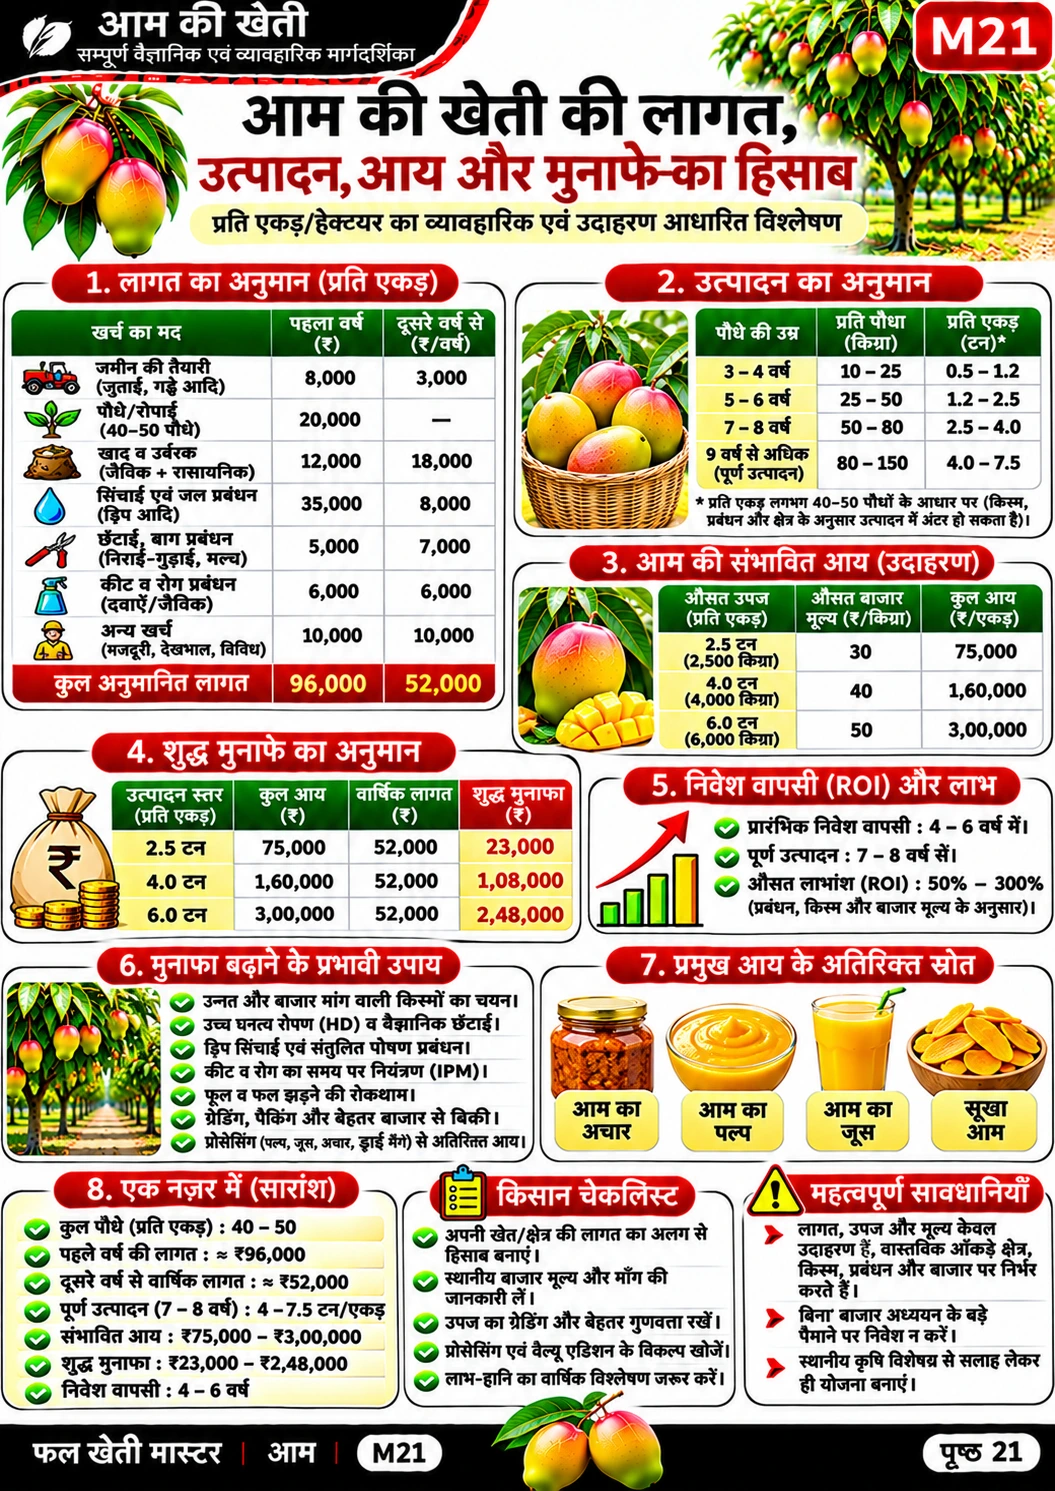 आम की खेती
सम्पूर्ण वैज्ञानिक एवं व्यावहारिक मार्गदर्शिका
M21
आम की खेती की लागत,
उत्पादन, आय और मुनाफे-का हिसाब
प्रति एकड़/हेक्टयर का व्यावहारिक एवं उदाहरण आधारित विश्लेषण
1. लागत का अनुमान (प्रति एकड़)
खर्च का मद पहला वर्ष (₹) दूसरे वर्ष से (₹/वर्ष)
जमीन की तैयारी (जुताई, गड्ढे आदि) 8,000 3,000
पौधे/रोपाई (40–50 पौधे) 20,000 —
खाद व उर्वरक (जैविक + रासायनिक) 12,000 18,000
सिंचाई एवं जल प्रबंधन (ड्रिप आदि) 35,000 8,000
छँटाई, बाग प्रबंधन (निराई-गुड़ाई, मल्च) 5,000 7,000
कीट व रोग प्रबंधन (दवाएँ/जैविक) 6,000 6,000
अन्य खर्च (मजदूरी, देखभाल, विविध) 10,000 10,000
कुल अनुमानित लागत 96,000 52,000
2. उत्पादन का अनुमान
पौधे की उम्र प्रति पौधा (किग्रा) प्रति एकड़ (टन)*
3 – 4 वर्ष 10 – 25 0.5 – 1.2
5 – 6 वर्ष 25 – 50 1.2 – 2.5
7 – 8 वर्ष 50 – 80 2.5 – 4.0
9 वर्ष से अधिक (पूर्ण उत्पादन) 80 – 150 4.0 – 7.5
* प्रति एकड़ लगभग 40–50 पौधों के आधार पर (किस्म,
प्रबंधन और क्षेत्र के अनुसार उत्पादन में अंटर हो सकता है)।
3. आम की संभावित आय (उदाहरण)
औसत उपज (प्रति एकड़) औसत बाजार मूल्य (₹/किग्रा) कुल आय (₹/एकड़)
2.5 टन (2,500 किग्रा) 30 75,000
4.0 टन (4,000 किग्रा) 40 1,60,000
6.0 टन (6,000 किग्रा) 50 3,00,000
4. शुद्ध मुनाफे का अनुमान
उत्पादन स्तर (प्रति एकड़) कुल आय (₹) वार्षिक लागत (₹) शुद्ध मुनाफा (₹)
2.5 टन 75,000 52,000 23,000
4.0 टन 1,60,000 52,000 1,08,000
6.0 टन 3,00,000 52,000 2,48,000
₹
5. निवेश वापसी (ROI) और लाभ
प्रारंभिक निवेश वापसी : 4 – 6 वर्ष में।
पूर्ण उत्पादन : 7 – 8 वर्ष सें।
औसत लाभांश (ROI) : 50% – 300%
(प्रबंधन, किस्म और बाजार मूल्य के अनुसार)।
6. मुनाफा बढ़ाने के प्रभावी उपाय
उन्नत और बाजार मांग वाली किस्मों का चयन।
उच्च घनत्य रोपण (HD) व वैज्ञानिक छँटाई।
ड्रिप सिंचाई एवं संतुलित पोषण प्रबंधन।
कीट व रोग का समय पर नियंत्रण (IPM)।
फूल व फल झड़ने की रोकथाम।
ग्रेडिंग, पैकिंग और बेहतर बाजार से बिकी।
प्रोसेसिंग (पल्प, जूस, अचार, ड्राई मैंगो) से अतिरित्त आय।
7. प्रमुख आय के अतिरिक्त स्रोत
आम का अचार
आम का पल्प
आम का जूस
सूखा आम
8. एक नज़र में (सारांश)
कुल पौधे (प्रति एकड़) : 40 – 50
पहले वर्ष की लागत : ≈ ₹96,000
दूसरे वर्ष से वार्षिक लागत : ≈ ₹52,000
पूर्ण उत्पादन (7 – 8 वर्ष) : 4 –7.5 टन/एकड़
संभावित आय : ₹75,000 – ₹3,00,000
शुद्ध मुनाफा : ₹23,000 – ₹2,48,000
निवेश वापसी : 4 – 6 वर्ष
किसान चेकलिस्ट
अपनी खेत/क्षेत्र की लागत का अलग से
हिसाब बनाएं।
स्थानीय बाजार मूल्य और माँग की
जानकारी लें।
उपज का ग्रेडिंग और बेहतर गुणवत्ता रखें।
प्रोसेसिंग एवं वैल्यू एडिशन के विकल्प खोजें।
लाभ-हानि का वार्षिक विश्लेषण जरूर करें।
महत्वपूर्ण सावधानियाँ
लागत, उपज और मूल्य केवल
उदाहरण हैं, वास्तविक आँकड़े क्षेत्र,
किस्म, प्रबंधन और बाजार पर निर्भर
करते हैं।
बिना' बाजार अध्ययन के बड़े
पैमाने पर निवेश न करें।
स्थानीय कृषि विशेषग्र से सलाह लेकर
ही योजना बनाएं।
फल खेती मास्टर | आम | M21
पृष्ठ 21